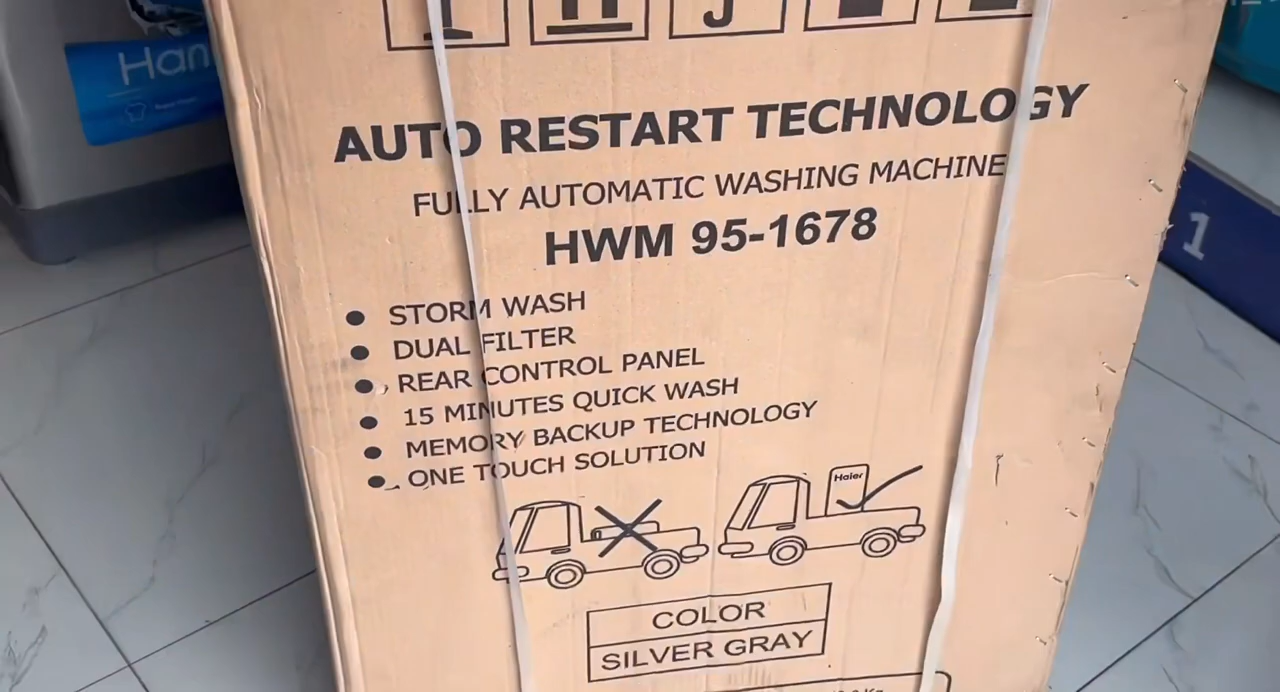 Han
AUTO RESTART TECHNOLOGY
FULLY AUTOMATIC WASHING MACHINE
HWM 95-1678
1
STORM WASH
DUAL FILTER
REAR CONTROL PANEL
15 MINUTES QUICK WASH
MEMORY BACKUP TECHNOLOGY
ONE TOUCH SOLUTION
Haier
COLOR
SILVER GRAY